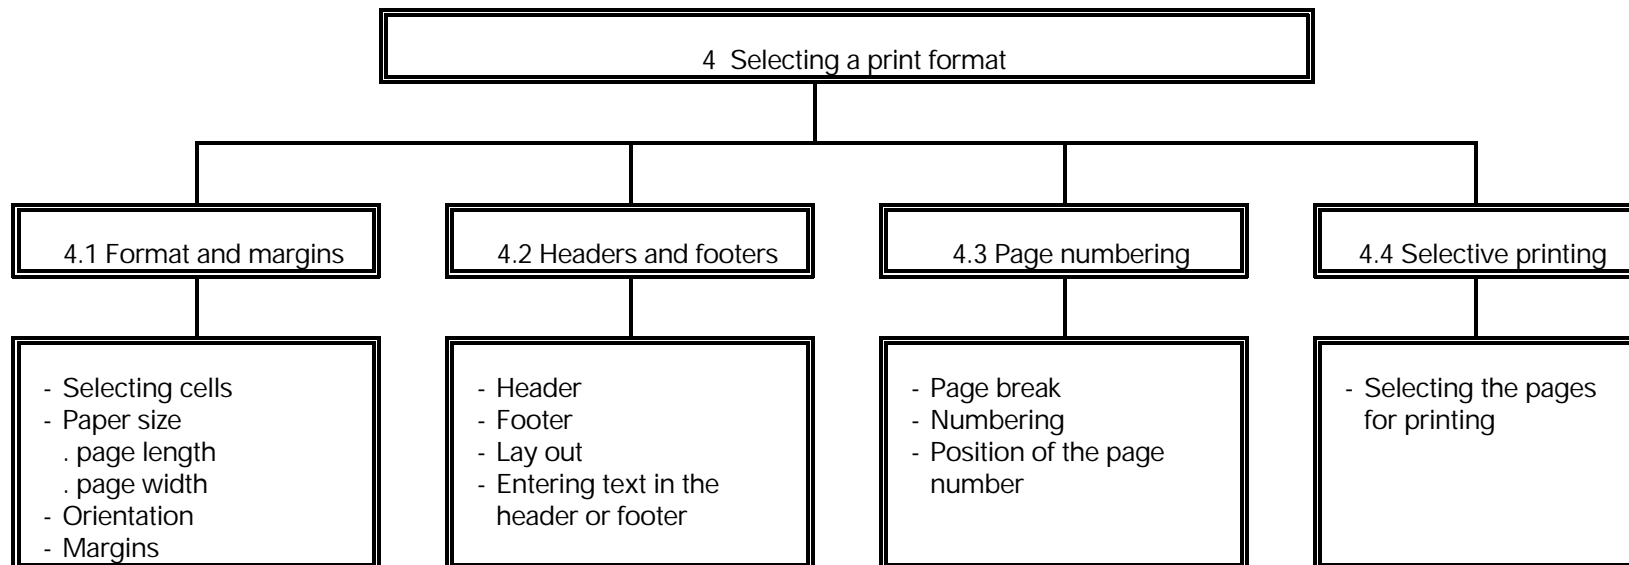 4 Selecting a print format
4.1 Format and margins
4.2 Headers and footers
4.3 Page numbering
4.4 Selective printing
- Selecting cells
- Paper size
. page length
. page width
- Orientation
- Margins
- Header
- Footer
- Lay out
- Entering text in the
header or footer
- Page break
- Numbering
- Position of the page
number
- Selecting the pages
for printing